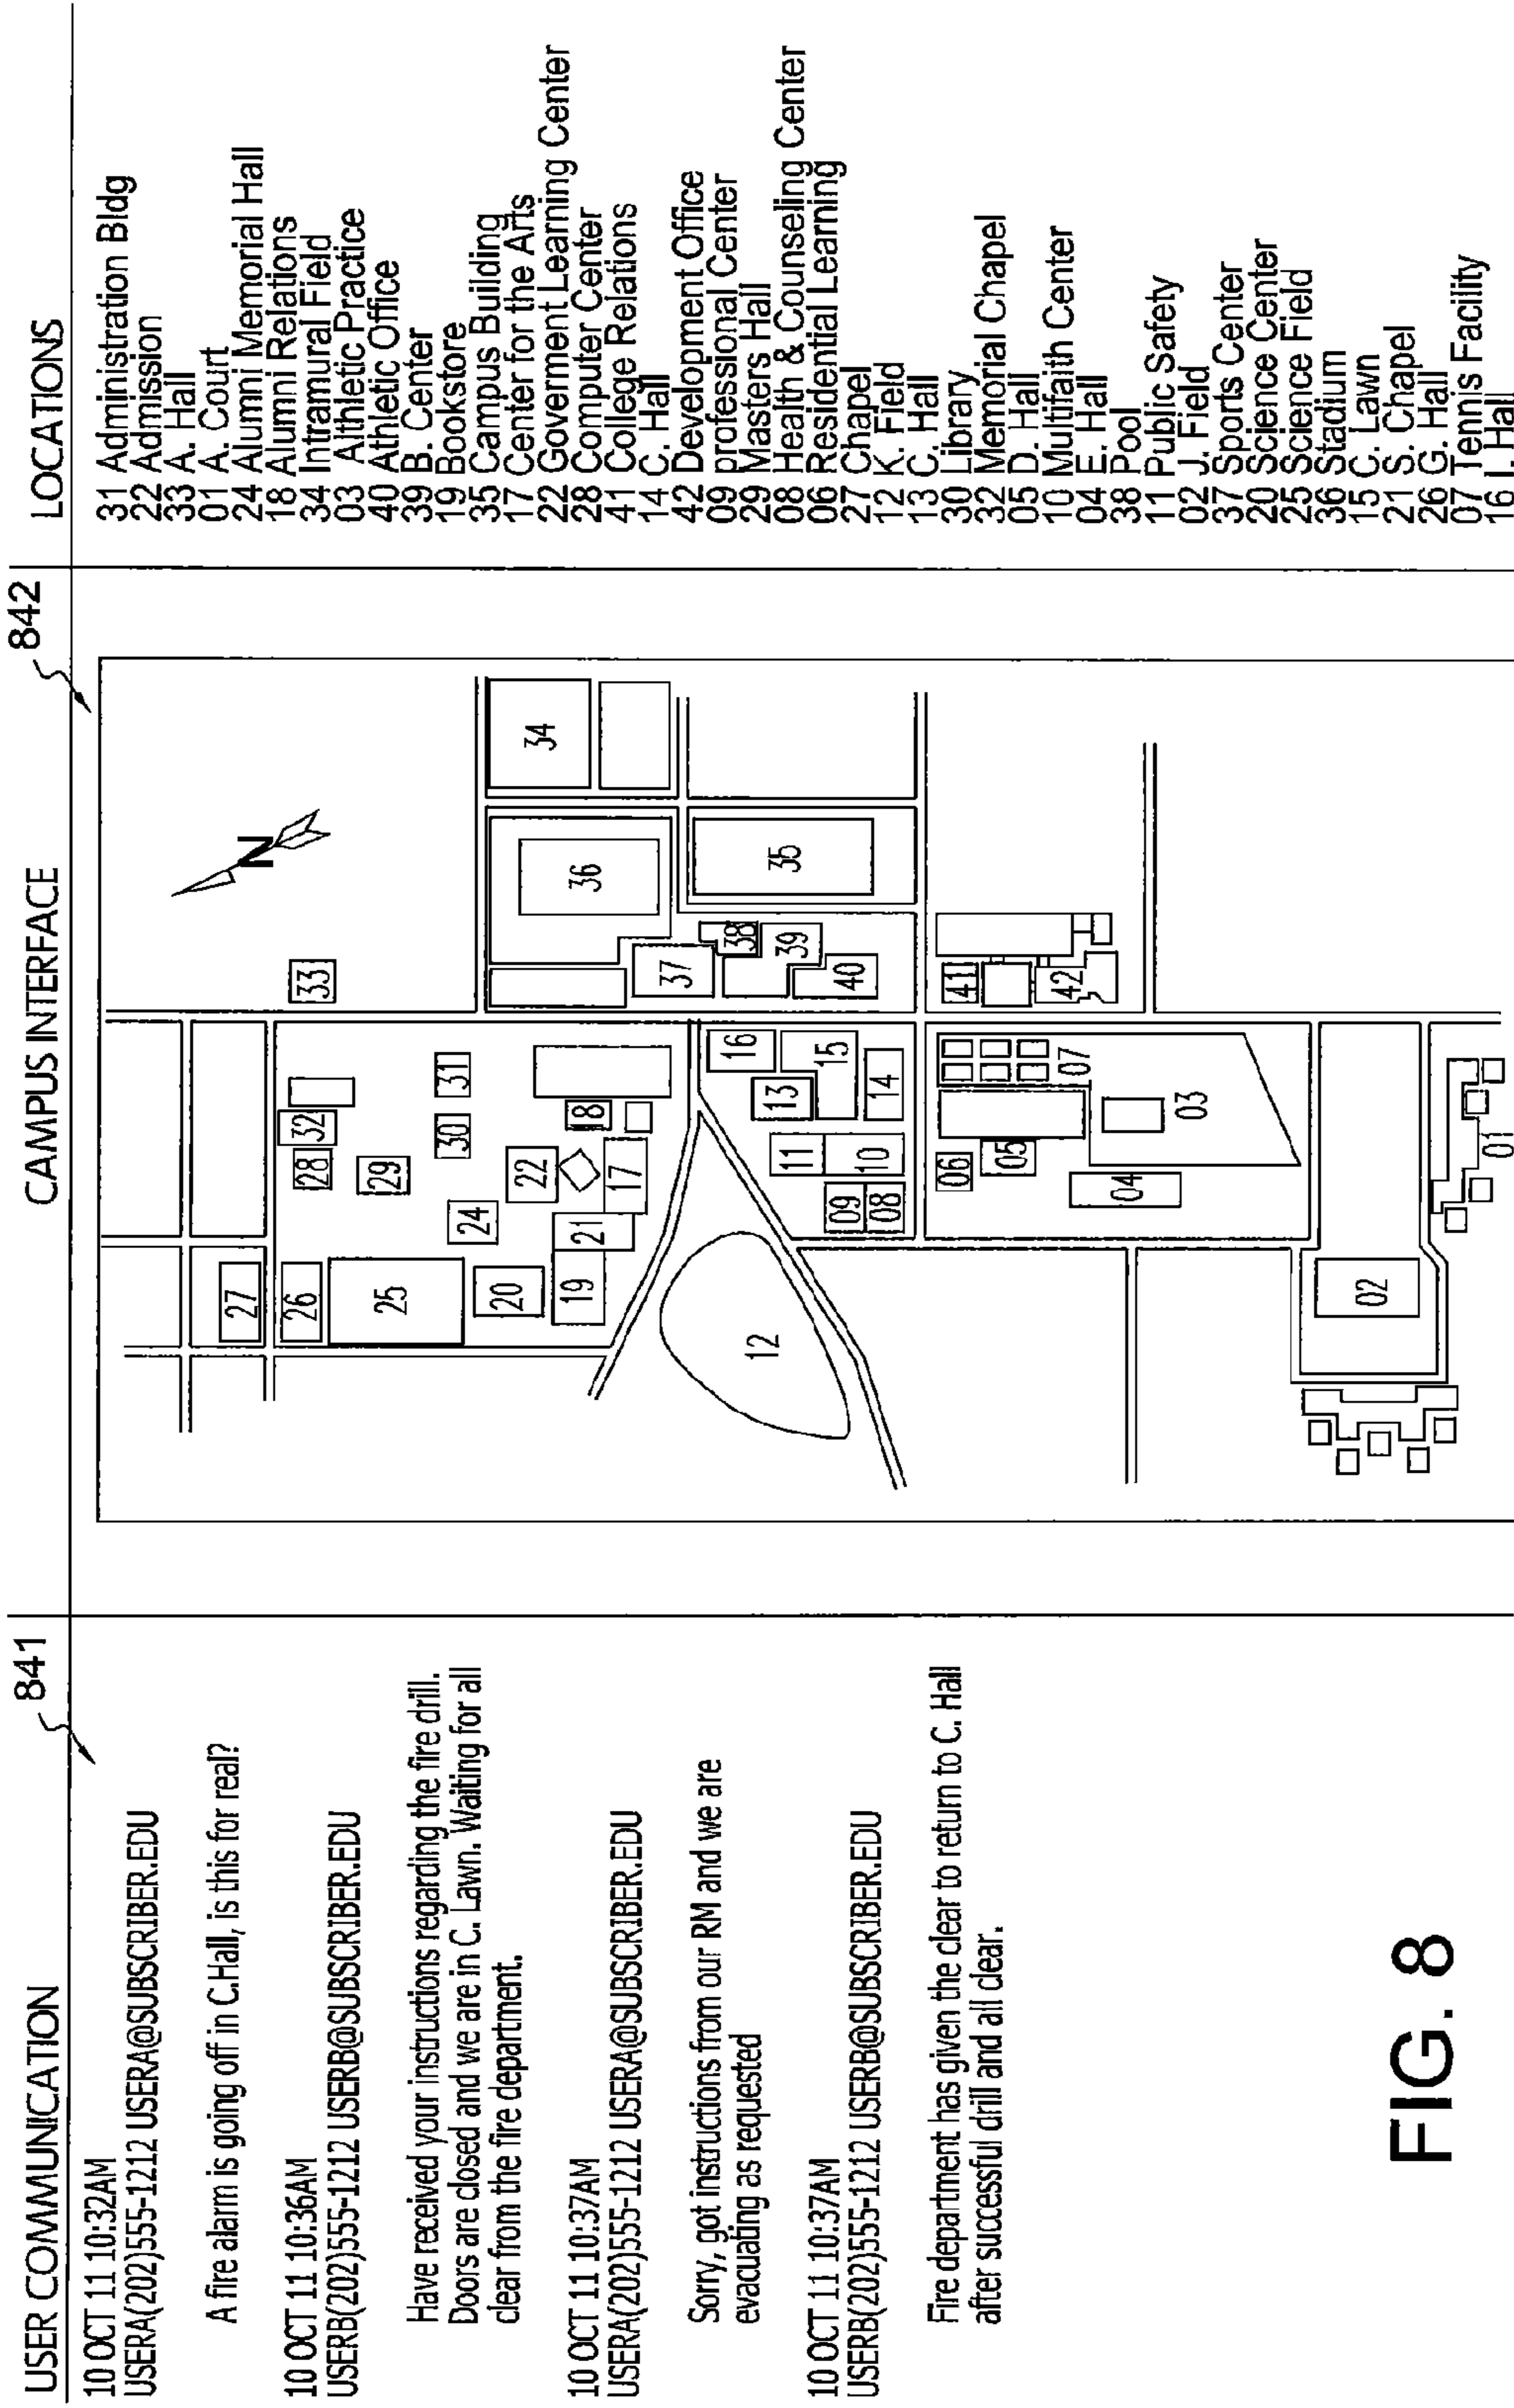 USER COMMUNICATION
841
10 OCT 11 10:32AM
USERA(202)555-1212 USERA@SUBSCRIBER.EDU
A fire alarm is going off in C.Hall, is this for real?
10 OCT 11 10:36AM
USERB(202)555-1212 USERB@SUBSCRIBER.EDU
Have received your instructions regarding the fire drill.
Doors are closed and we are in C. Lawn. Waiting for all
clear from the fire department.
10 OCT 11 10:37AM
USERA(202)555-1212 USERA@SUBSCRIBER.EDU
Sorry, got instructions from our RM and we are
evacuating as requested
10 OCT 11 10:37AM
USERB(202)555-1212 USERB@SUBSCRIBER.EDU
Fire department has given the clear to return to C. Hall
after successful drill and all clear.
CAMPUS INTERFACE
842
N
27
26
25
20
19
21
24
29
28
32
30
31
22
17
18
33
12
09
08
11
10
13
16
15
14
37
38
39
40
36
34
35
41
42
06
05
07
04
03
02
01
LOCATIONS
31 Administration Bldg
22 Admission
33 A. Hall
01 A. Court
24 Alumni Memorial Hall
18 Alumni Relations
34 Intramural Field
03 Althletic Practice
40 Athletic Office
39 B. Center
19 Bookstore
35 Campus Building
17 Center for the Arts
22 Goverment Learning Center
28 Computer Center
41 College Relations
14 C. Hall
42 Development Office
09 professional Center
29 Masters Hall
08 Health & Counseling Center
06 Residential Learning
27 Chapel
12 K. Field
13 C. Hall
30 Library
32 Memorial Chapel
05 D. Hall
10 Multifaith Center
04 E. Hall
38 Pool
11 Public Safety
02 J. Field
37 Sports Center
20 Science Center
25 Science Field
36 Stadium
15 C. Lawn
21 S. Chapel
26 G. Hall
07 Tennis Facility
16 I. Hall
FIG. 8